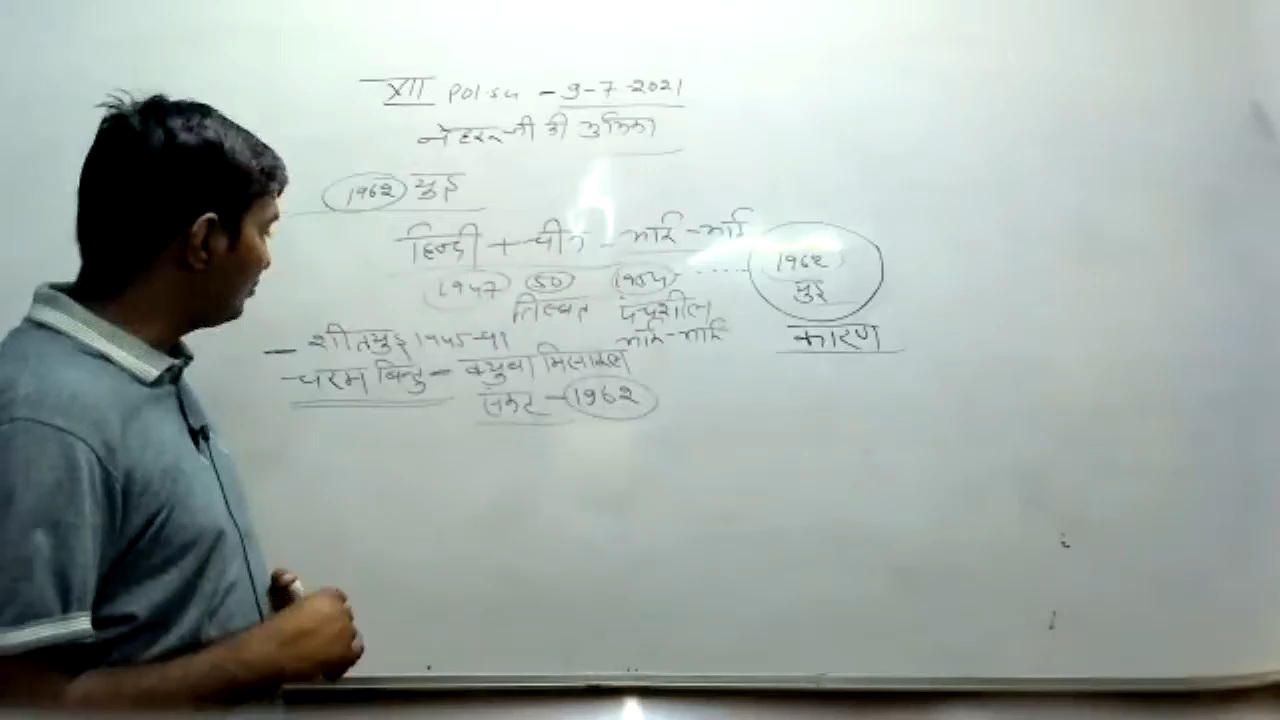 XII Pol.sc - 9-7-2021
नेहरू जी की भुमिका
1962 युद्ध
हिन्दी + चीन - भाई-भाई
1947 50 1954 ..... 1962 युद्ध
तिब्बत पंचशील
भाई-भाई
कारण
- शीतयुद्ध 1945-
- चरम बिन्दु - क्युबा मिसाइल
संकट - 1962